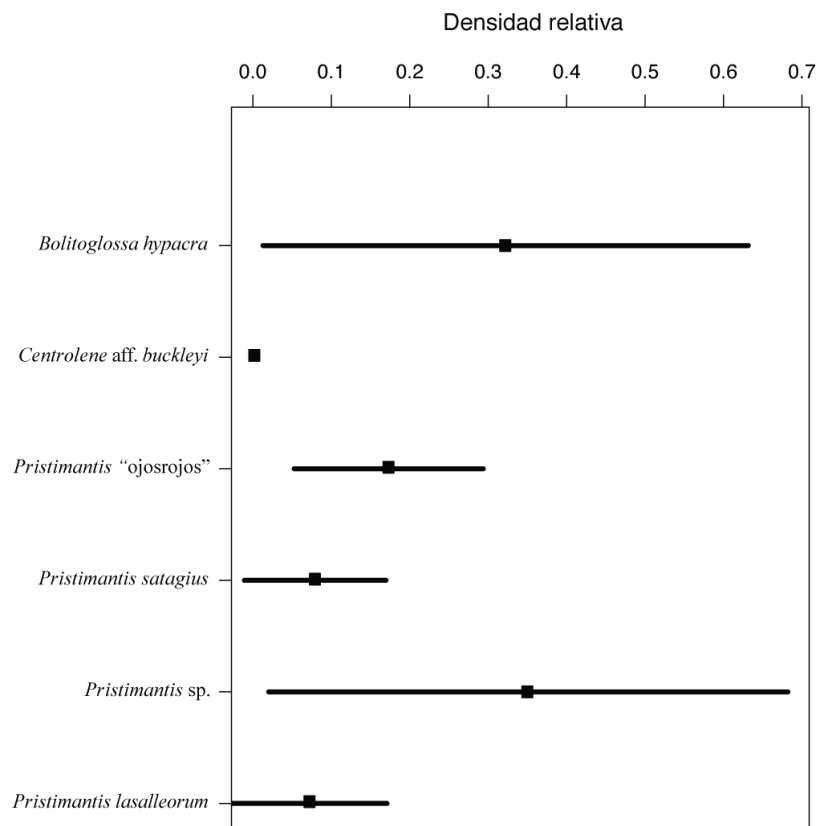 Densidad relativa
0.0 0.1 0.2 0.3 0.4 0.5 0.6 0.7
Bolitoglossa hypacra
Centrolene aff. buckleyi
Pristimantis “ojosrojos”
Pristimantis satagius
Pristimantis sp.
Pristimantis lasalleorum